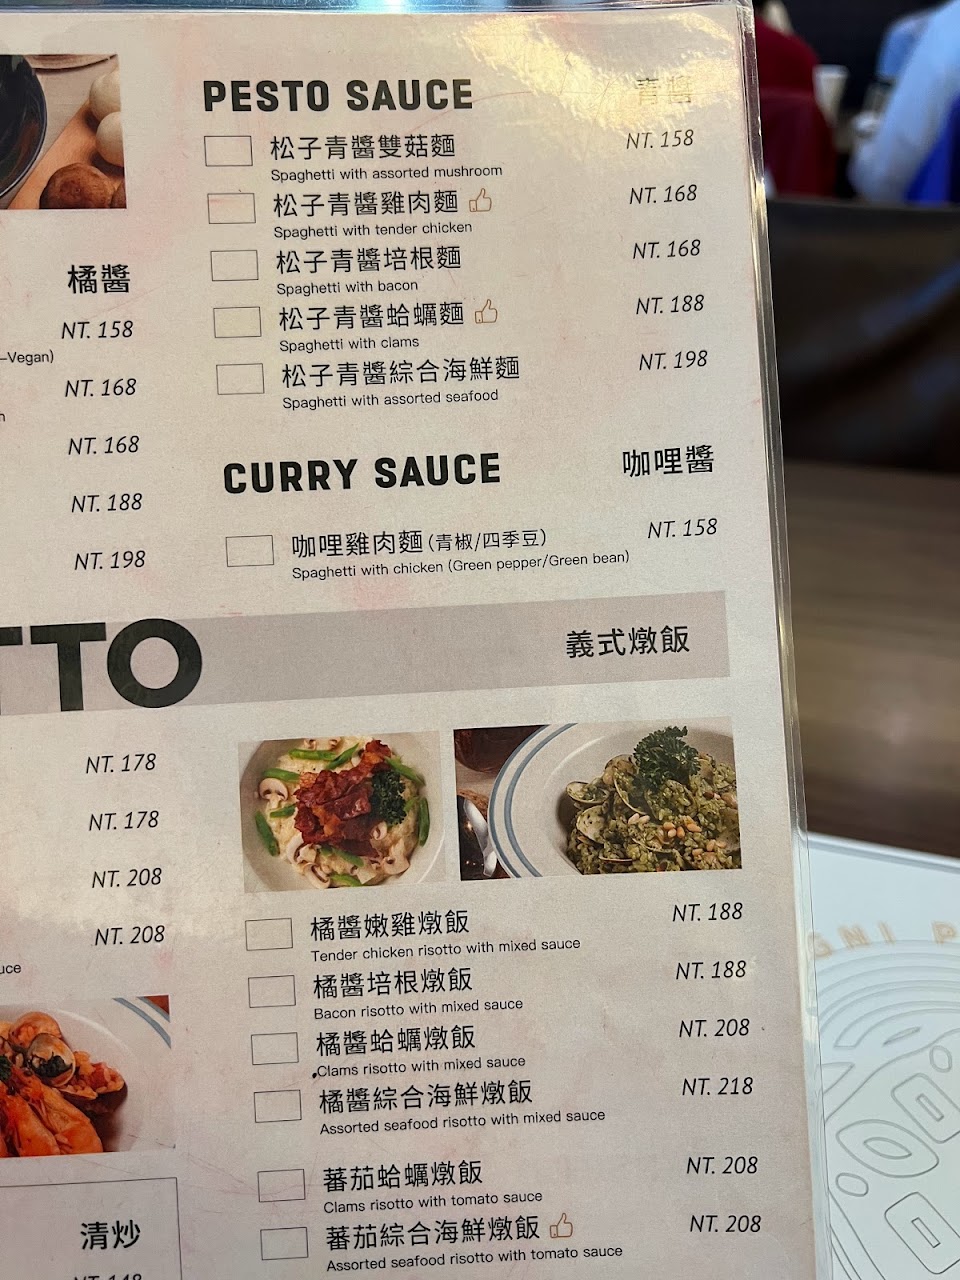 PESTO SAUCE 青醬
松子青醬雙菇麵 NT. 158
Spaghetti with assorted mushroom
松子青醬雞肉麵 NT. 168
Spaghetti with tender chicken
松子青醬培根麵 NT. 168
Spaghetti with bacon
松子青醬蛤蠣麵 NT. 188
Spaghetti with clams
松子青醬綜合海鮮麵 NT. 198
Spaghetti with assorted seafood
CURRY SAUCE 咖哩醬
咖哩雞肉麵(青椒/四季豆) NT. 158
Spaghetti with chicken (Green pepper/Green bean)
橘醬
NT. 158
–Vegan)
NT. 168
NT. 168
NT. 188
NT. 198
TTO 義式燉飯
NT. 178
NT. 178
NT. 208
NT. 208
uce
橘醬嫩雞燉飯 NT. 188
Tender chicken risotto with mixed sauce
橘醬培根燉飯 NT. 188
Bacon risotto with mixed sauce
橘醬蛤蠣燉飯 NT. 208
Clams risotto with mixed sauce
橘醬綜合海鮮燉飯 NT. 218
Assorted seafood risotto with mixed sauce
蕃茄蛤蠣燉飯 NT. 208
Clams risotto with tomato sauce
蕃茄綜合海鮮燉飯 NT. 208
Assorted seafood risotto with tomato sauce
清炒
NT. 148
GNI P